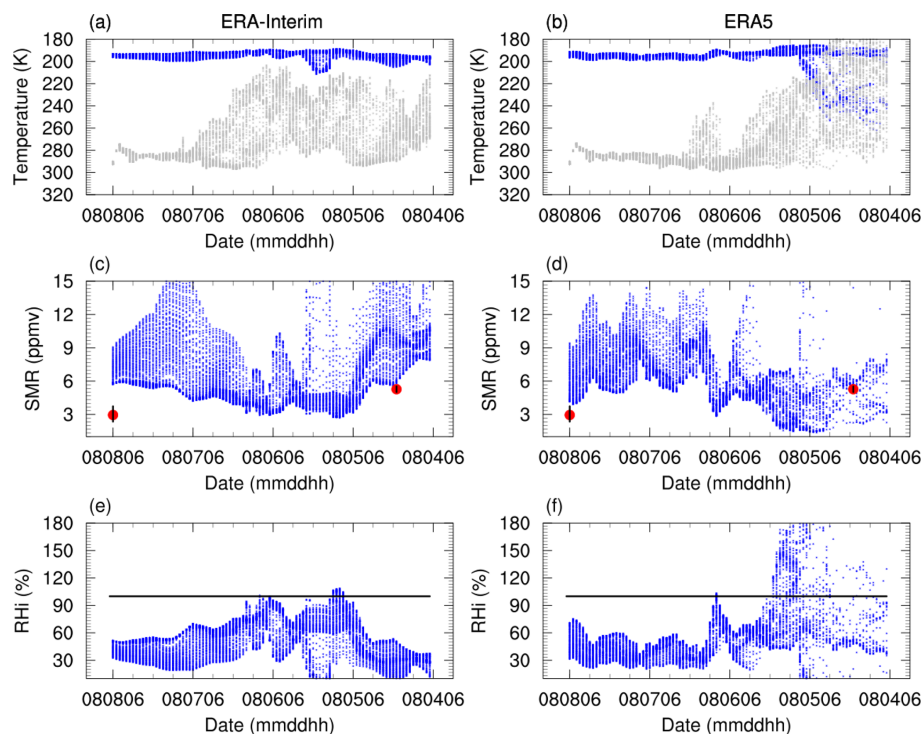 ERA-Interim
ERA5
(a)
(b)
Temperature (K)
180
200
220
240
260
280
300
320
080806 080706 080606 080506 080406
Date (mmddhh)
Temperature (K)
180
200
220
240
260
280
300
320
080806 080706 080606 080506 080406
Date (mmddhh)
(c)
(d)
SMR (ppmv)
15
12
9
6
3
080806 080706 080606 080506 080406
Date (mmddhh)
SMR (ppmv)
15
12
9
6
3
080806 080706 080606 080506 080406
Date (mmddhh)
(e)
(f)
RHi (%)
180
150
120
90
60
30
080806 080706 080606 080506 080406
Date (mmddhh)
RHi (%)
180
150
120
90
60
30
080806 080706 080606 080506 080406
Date (mmddhh)